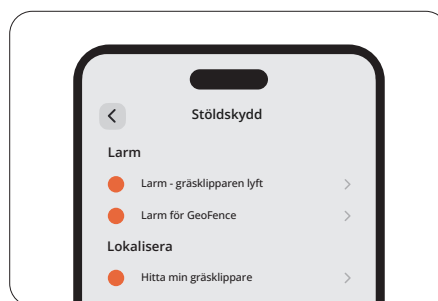 Stöldskydd
Larm
Larm - gräsklipparen lyft
Larm för GeoFence
Lokalisera
Hitta min gräsklippare